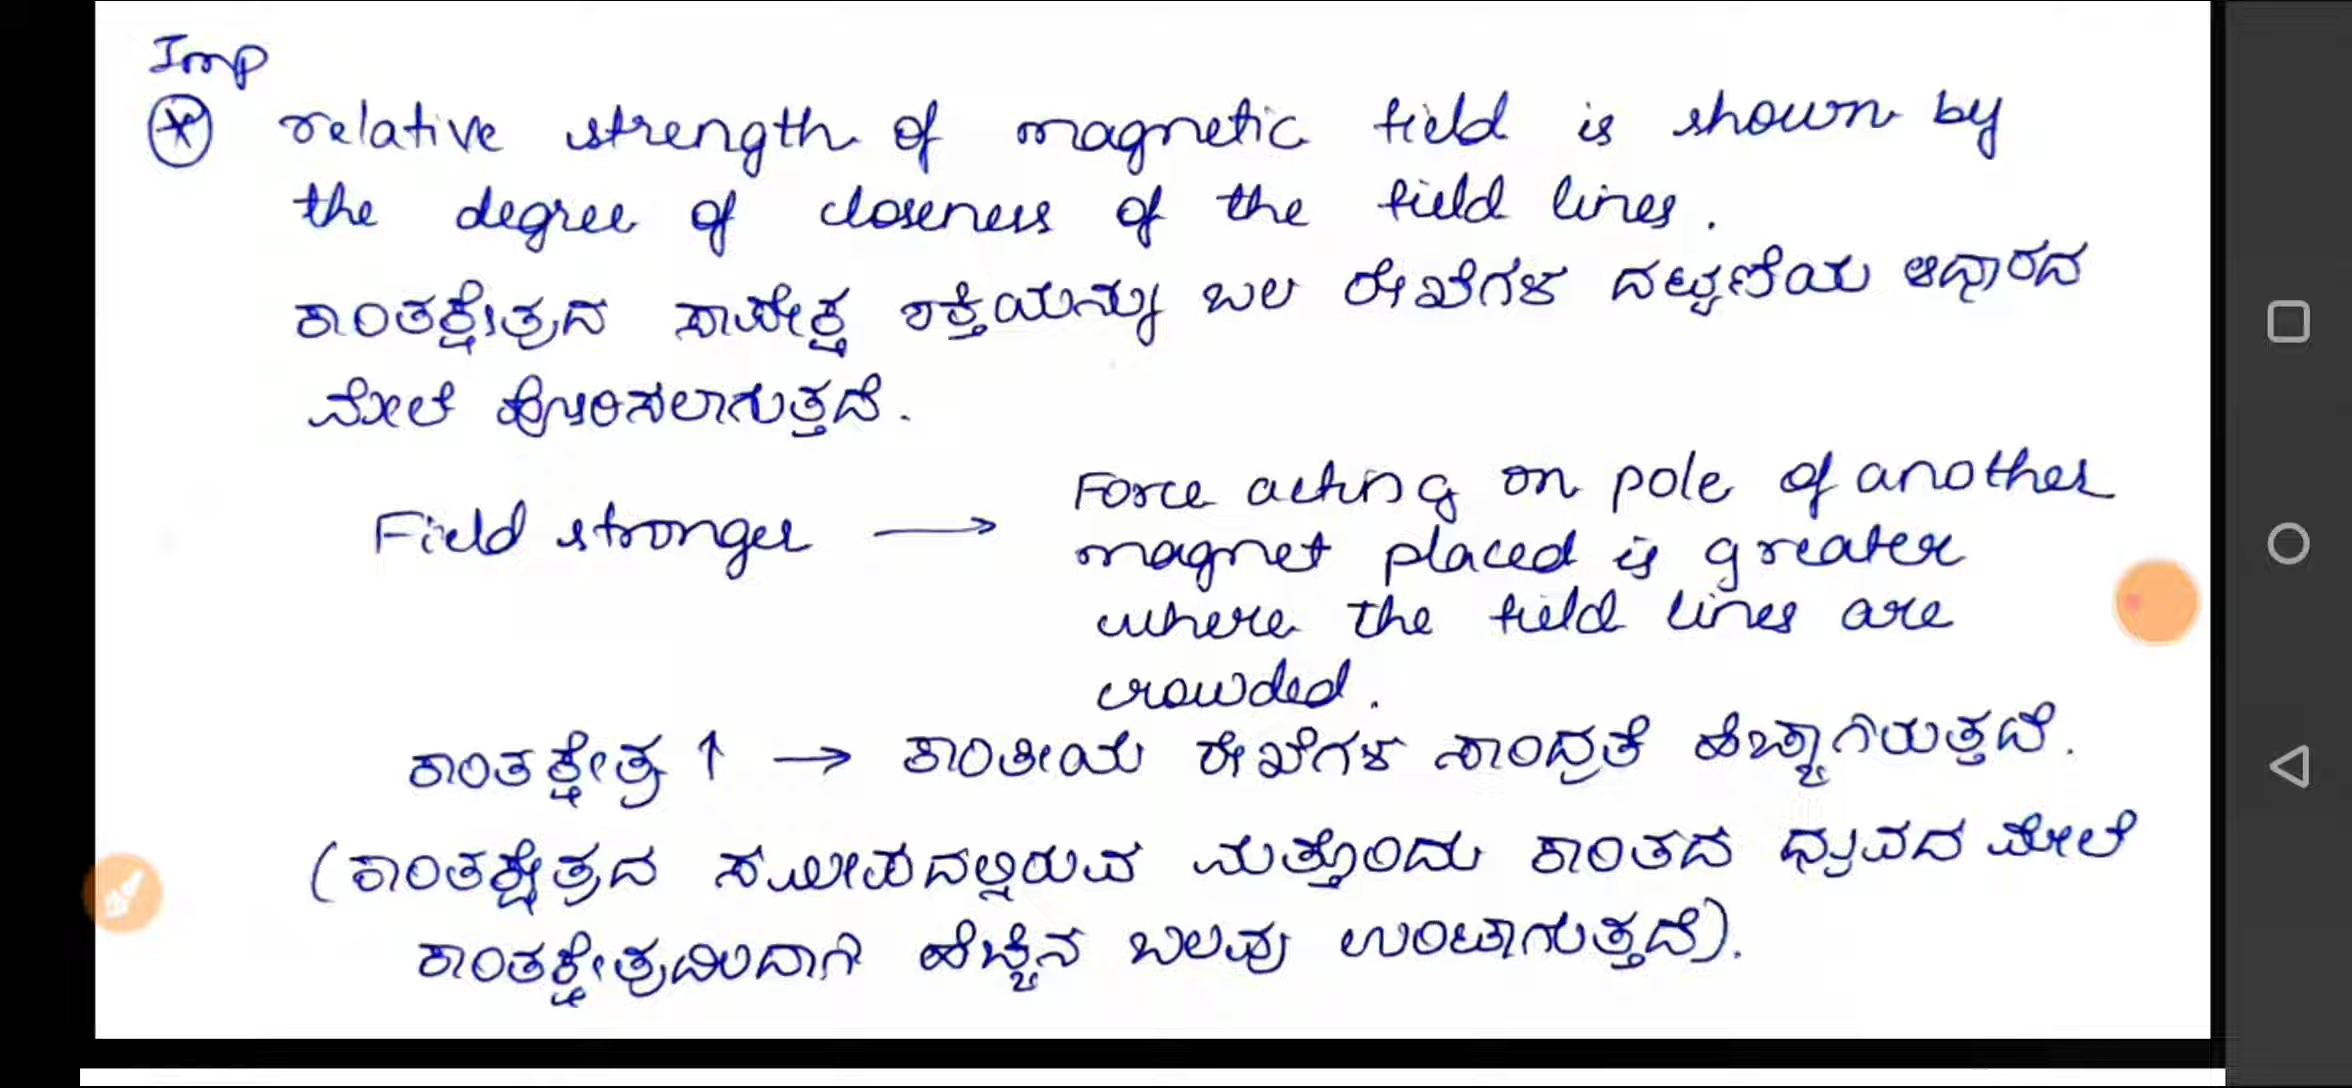 Imp
relative strength of magnetic field is shown by
the degree of closeness of the field lines.
ಕಾಂತಕ್ಷೇತ್ರದ ಸಾಪೇಕ್ಷ ಶಕ್ತಿಯನ್ನು ಬಲ ರೇಖೆಗಳ ದಟ್ಟಣೆಯ ಆಧಾರದ
ಮೇಲೆ ತೋರಿಸಲಾಗುತ್ತದೆ.
Field stronger → Force acting on pole of another
magnet placed is greater
where the field lines are
crowded.
ಕಾಂತಕ್ಷೇತ್ರ ↑ → ಕಾಂತೀಯ ರೇಖೆಗಳ ಸಾಂದ್ರತೆ ಹೆಚ್ಚಾಗಿರುತ್ತದೆ.
(ಕಾಂತಕ್ಷೇತ್ರದ ಸಮೀಪದಲ್ಲಿರುವ ಮತ್ತೊಂದು ಕಾಂತದ ಧ್ರುವದ ಮೇಲೆ
ಕಾಂತಕ್ಷೇತ್ರದಿಂದಾಗಿ ಹೆಚ್ಚಿನ ಬಲವು ಉಂಟಾಗುತ್ತದೆ).